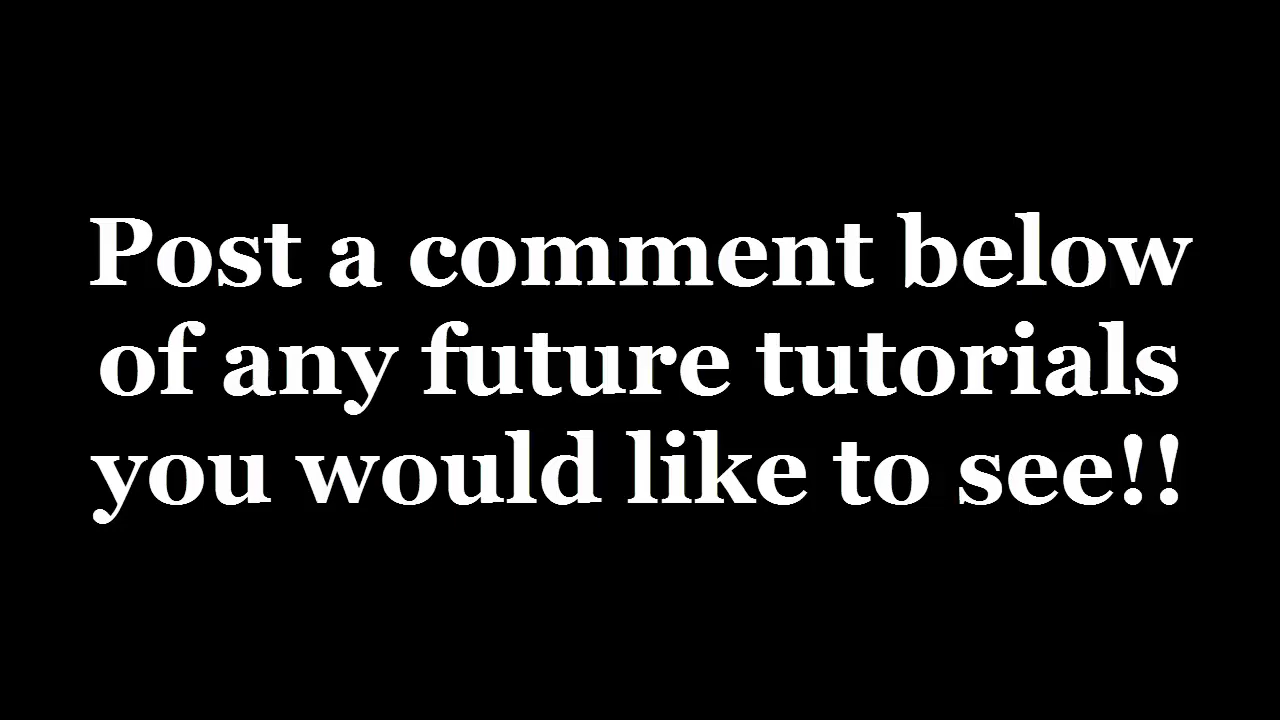 Post a comment below
of any future tutorials
you would like to see!!